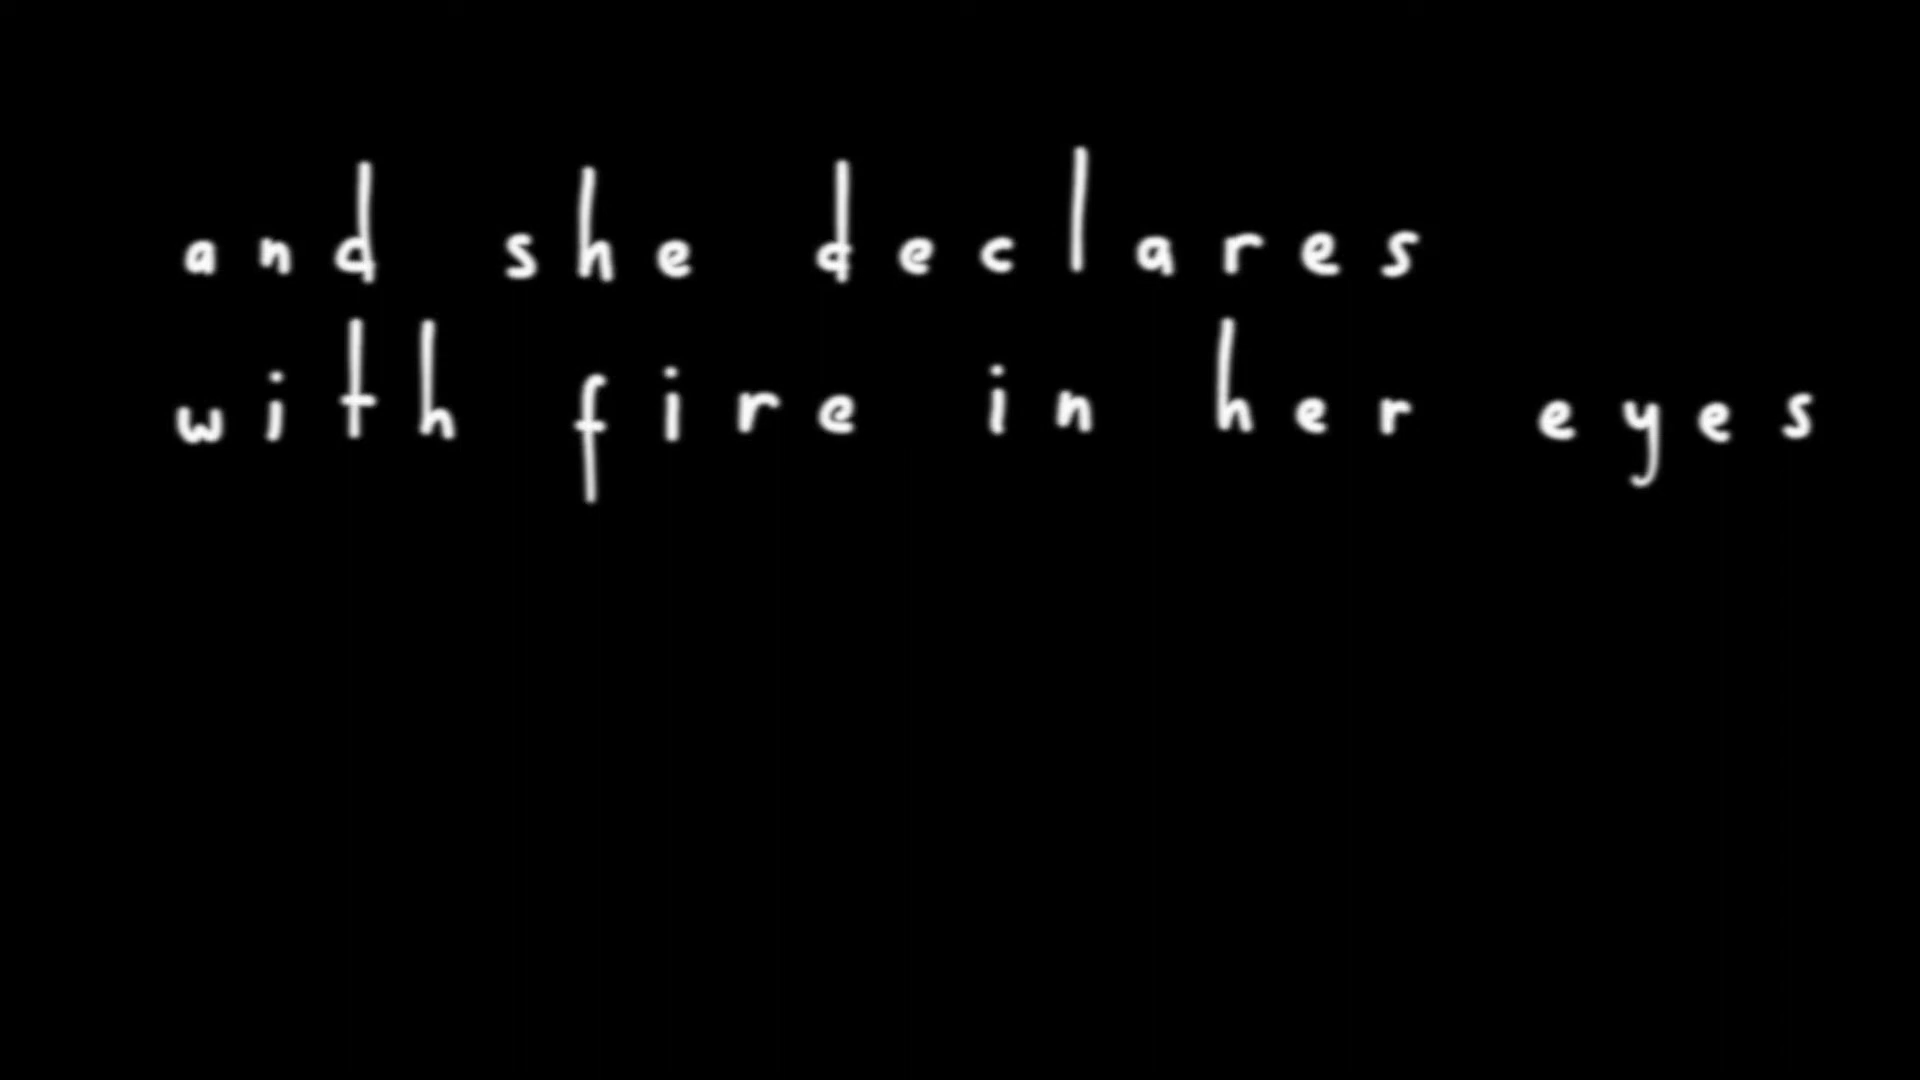 and she declares
with fire in her eyes